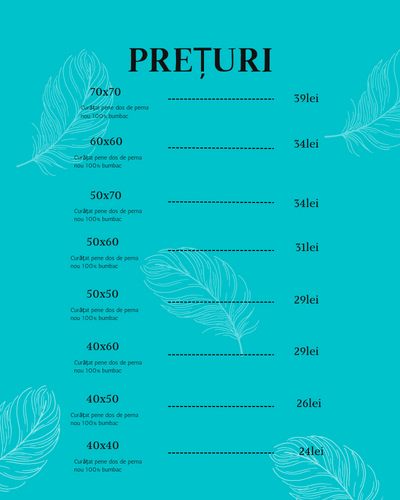 PREȚURI
70x70 ---------------------------- 39lei
Curățat pene dos de perna
nou 100% bumbac
60x60 ---------------------------- 34lei
Curățat pene dos de perna
nou 100% bumbac
50x70 ---------------------------- 34lei
Curățat pene dos de perna
nou 100% bumbac
50x60 ---------------------------- 31lei
Curățat pene dos de perna
nou 100% bumbac
50x50 ---------------------------- 29lei
Curățat pene dos de perna
nou 100% bumbac
40x60 ---------------------------- 29lei
Curățat pene dos de perna
nou 100% bumbac
40x50 ---------------------------- 26lei
Curățat pene dos de perna
nou 100% bumbac
40x40 ---------------------------- 24lei
Curățat pene dos de perna
nou 100% bumbac